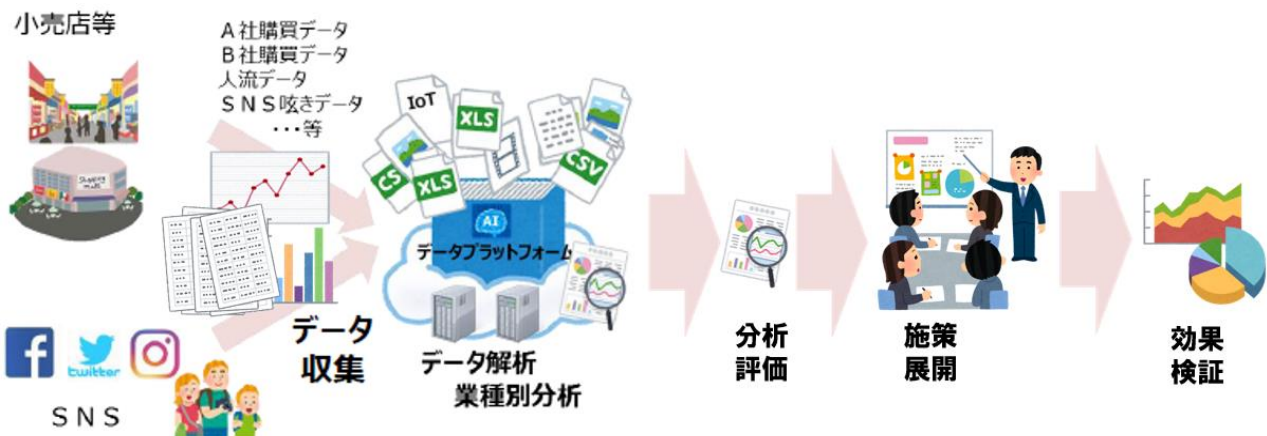 小売店等
A社購買データ
B社購買データ
人流データ
SNS呟きデータ
・・・等
IoT
XLS
CS
XLS
CSV
Shopping mall
AI
データプラットフォーム
データ
収集
データ解析
業種別分析
twitter
SNS
分析
評価
施策
展開
効果
検証